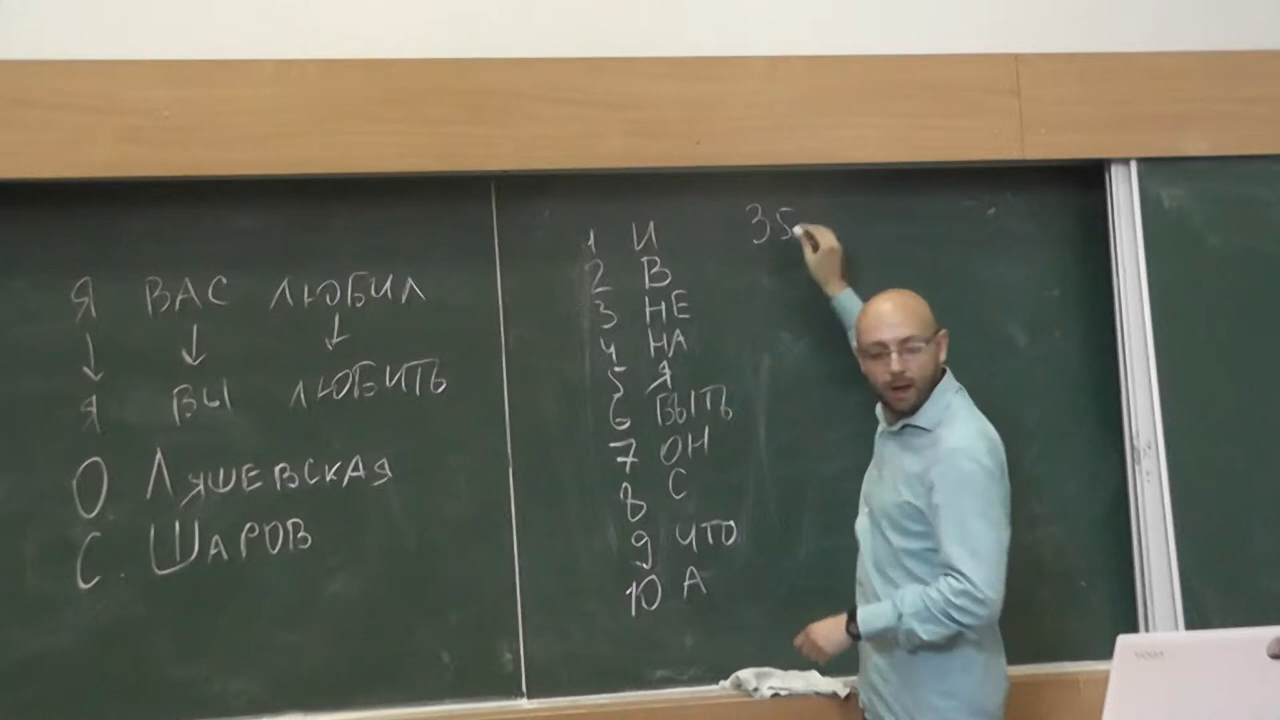 Я ВАС ЛЮБИЛ
↓ ↓ ↓
Я ВЫ ЛЮБИТЬ
О. ЛЯШЕВСКАЯ
С. ШАРОВ
1 И 35
2 В
3 НЕ
4 НА
5 Я
6 БЫТЬ
7 ОН
8 С
9 ЧТО
10 А
YOGA